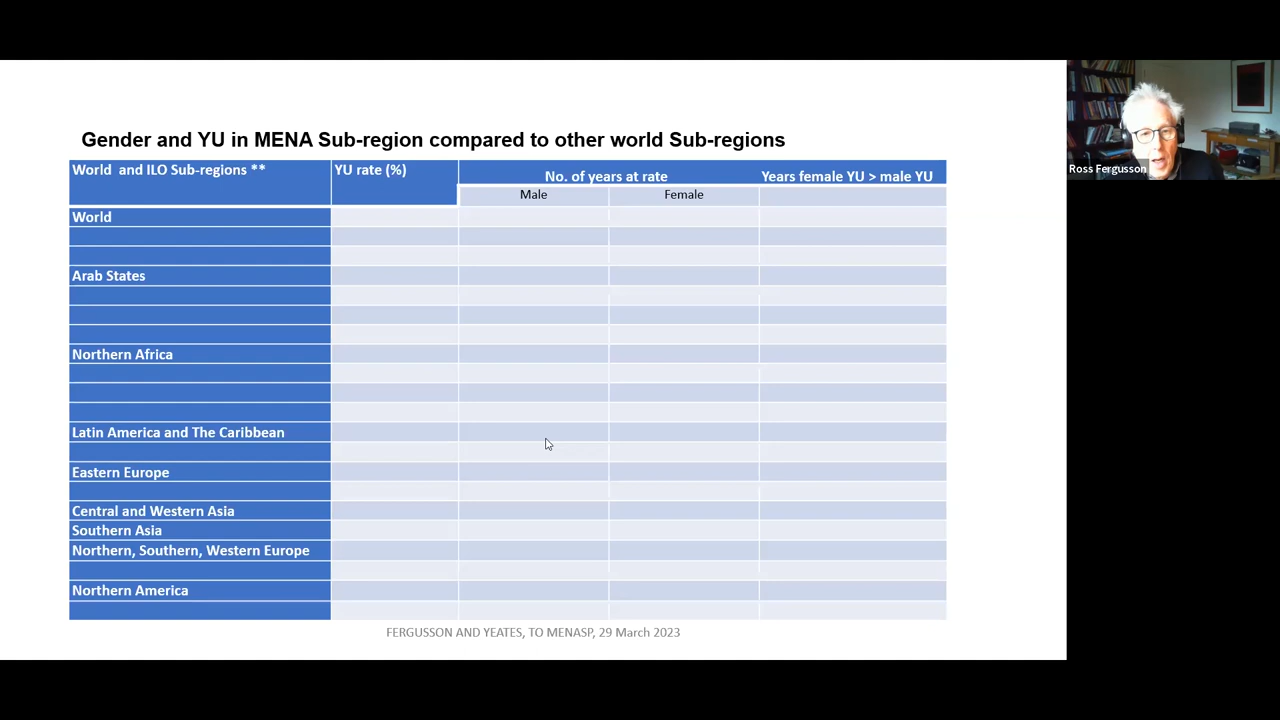 Gender and YU in MENA Sub-region compared to other world Sub-regions
World and ILO Sub-regions **
YU rate (%)
No. of years at rate
Years female YU > male YU
Male
Female
World
Arab States
Northern Africa
Latin America and The Caribbean
Eastern Europe
Central and Western Asia
Southern Asia
Northern, Southern, Western Europe
Northern America
FERGUSSON AND YEATES, TO MENASP, 29 March 2023
Ross Fergusson